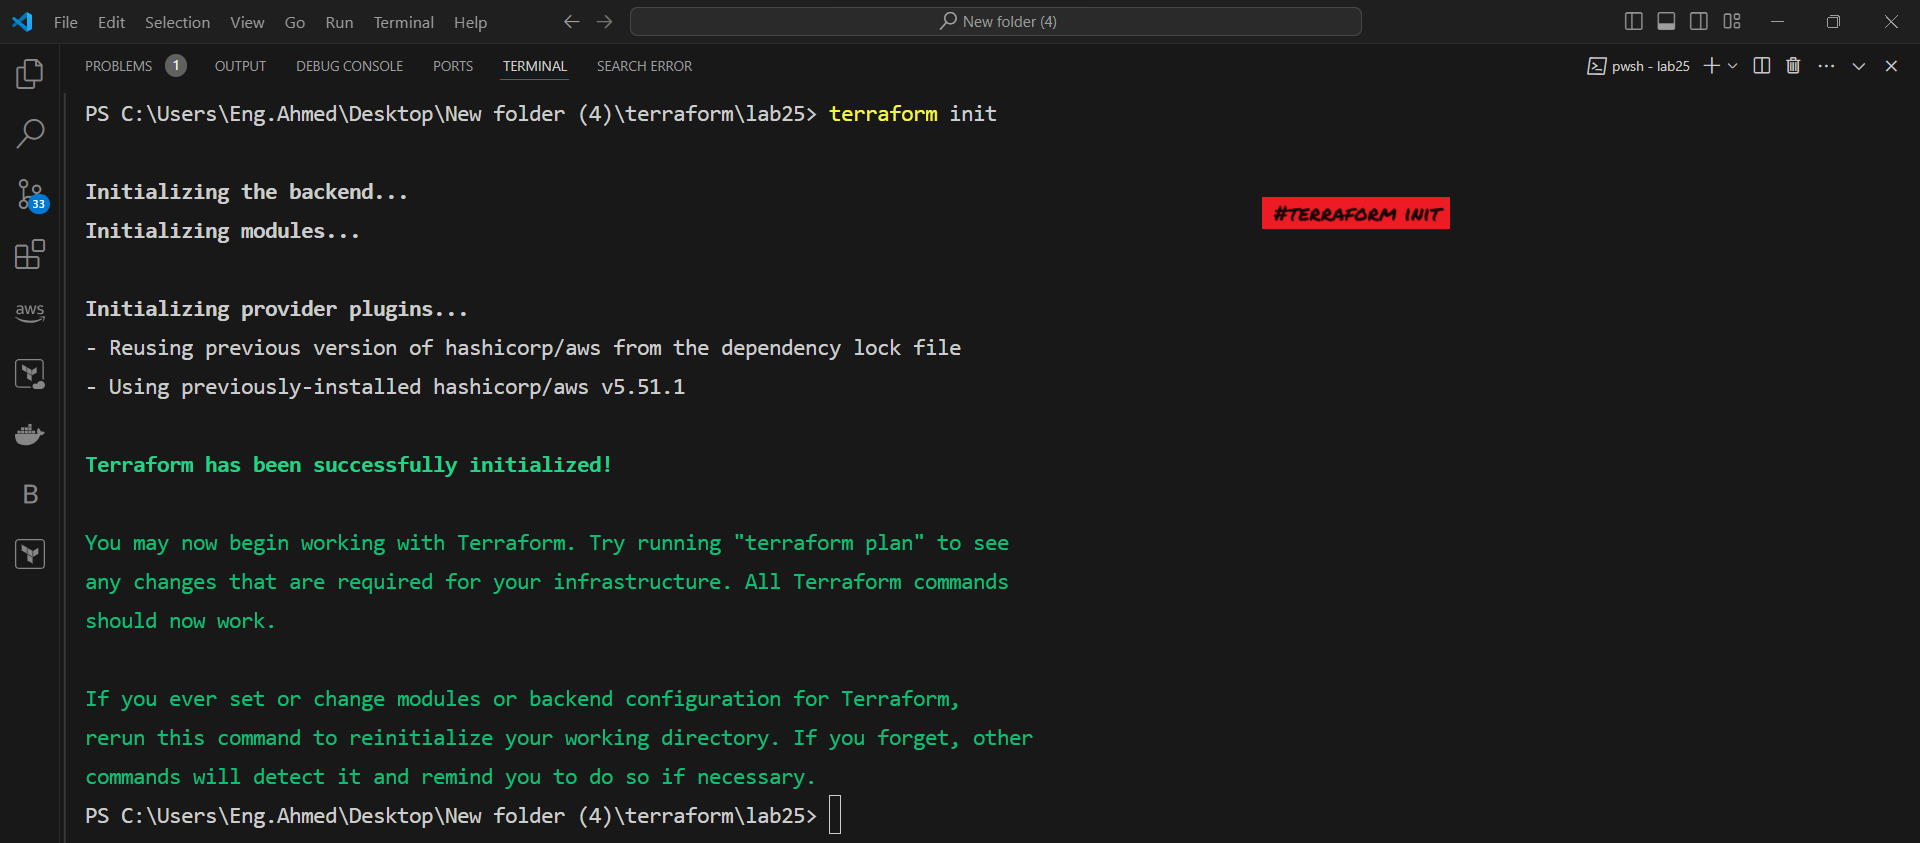 File Edit Selection View Go Run Terminal Help
New folder (4)
PROBLEMS 1 OUTPUT DEBUG CONSOLE PORTS TERMINAL SEARCH ERROR
pwsh - lab25
PS C:\Users\Eng.Ahmed\Desktop\New folder (4)\terraform\lab25> terraform init
Initializing the backend...
#TERRAFORM INIT
Initializing modules...
33
aws
Initializing provider plugins...
- Reusing previous version of hashicorp/aws from the dependency lock file
- Using previously-installed hashicorp/aws v5.51.1
Terraform has been successfully initialized!
B
You may now begin working with Terraform. Try running "terraform plan" to see
any changes that are required for your infrastructure. All Terraform commands
should now work.
If you ever set or change modules or backend configuration for Terraform,
rerun this command to reinitialize your working directory. If you forget, other
commands will detect it and remind you to do so if necessary.
PS C:\Users\Eng.Ahmed\Desktop\New folder (4)\terraform\lab25>